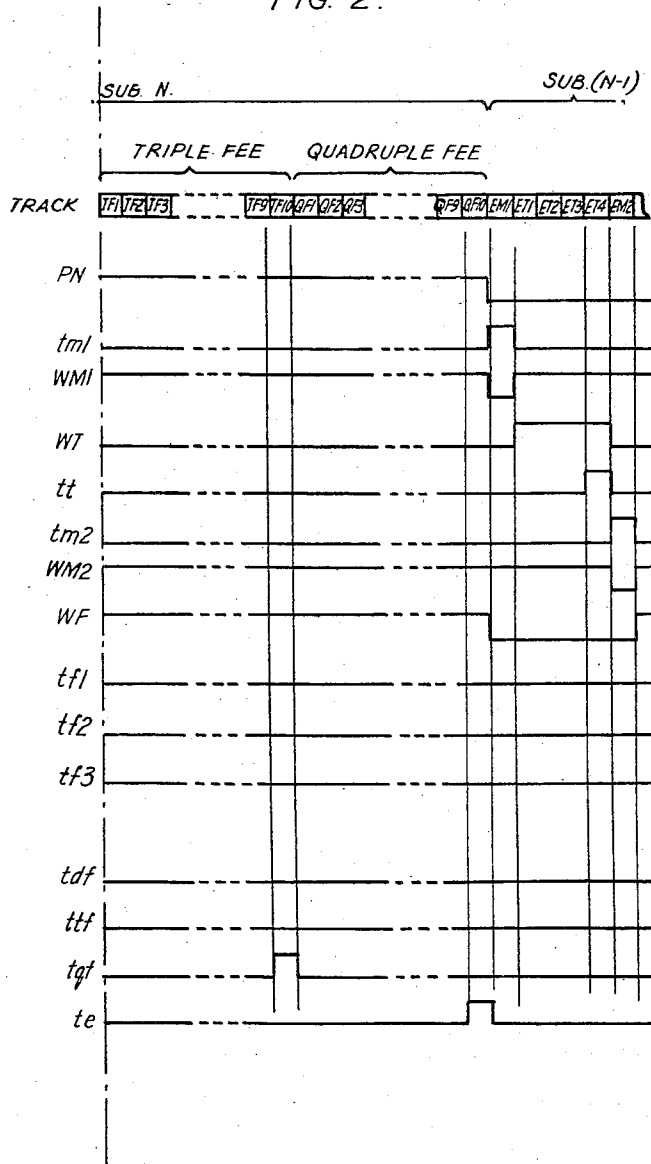 FIG. 2.
SUB. N. SUB.(N-1)
TRIPLE FEE QUADRUPLE FEE
TRACK TF1 TF2 TF3 TF9 TF10 QF1 QF2 QF3 QF9 QF10 EM1 ET1 ET2 ET3 ET4 EM2
PN
tm1
WM1
WT
tt
tm2
WM2
WF
tf1
tf2
tf3
tdf
ttf
tqf
te